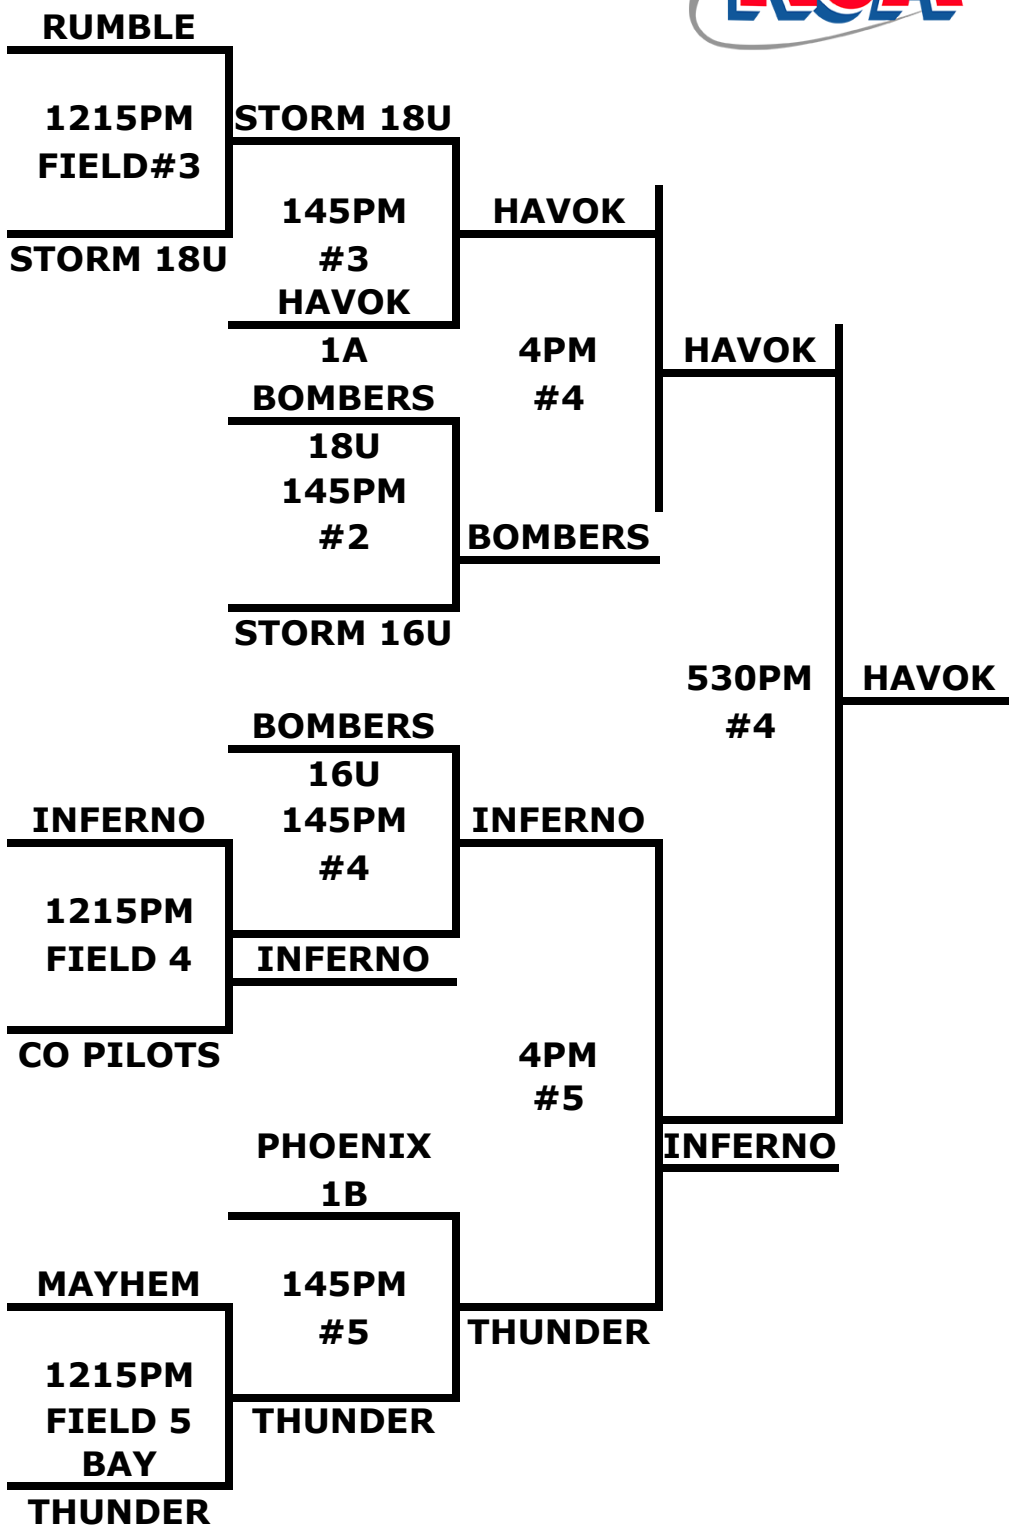 RUMBLE
1215PM
FIELD#3
STORM 18U
STORM 18U
145PM
#3
HAVOK
1A
HAVOK
BOMBERS
18U
145PM
#2
STORM 16U
4PM
#4
BOMBERS
HAVOK
530PM
#4
HAVOK
BOMBERS
16U
145PM
#4
INFERNO
1215PM
FIELD 4
CO PILOTS
INFERNO
INFERNO
4PM
#5
INFERNO
PHOENIX
1B
145PM
#5
THUNDER
MAYHEM
1215PM
FIELD 5
BAY
THUNDER
THUNDER